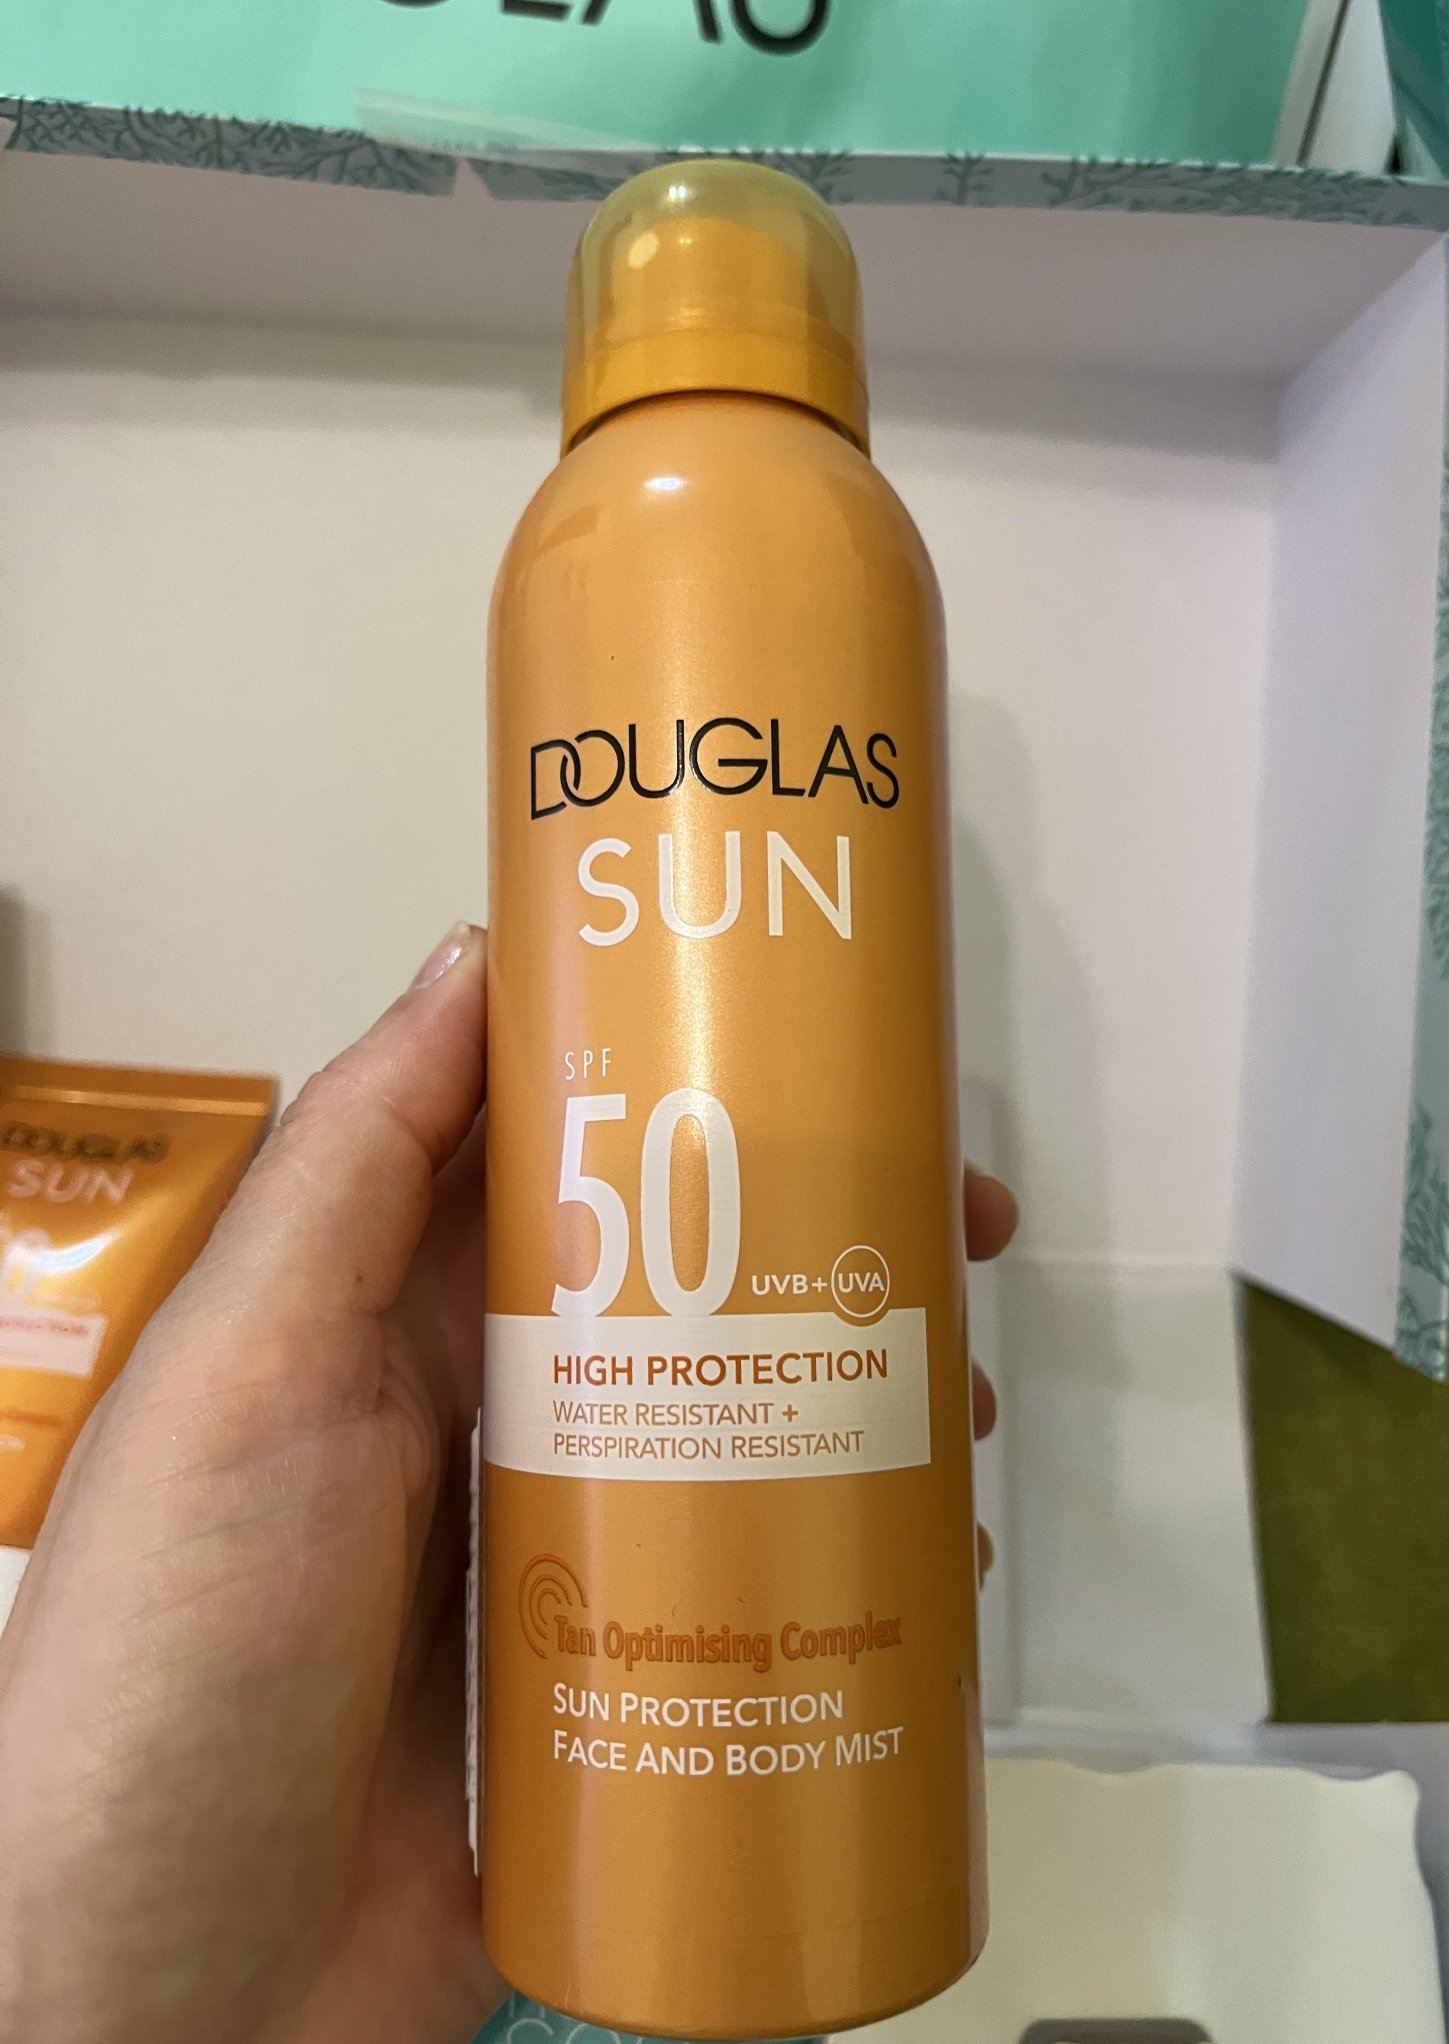 DOUGLAS
SUN
SPF
50
UVB+ UVA
HIGH PROTECTION
WATER RESISTANT +
PERSPIRATION RESISTANT
Tan Optimising Complex
SUN PROTECTION
FACE AND BODY MIST
DOUGLAS
SUN